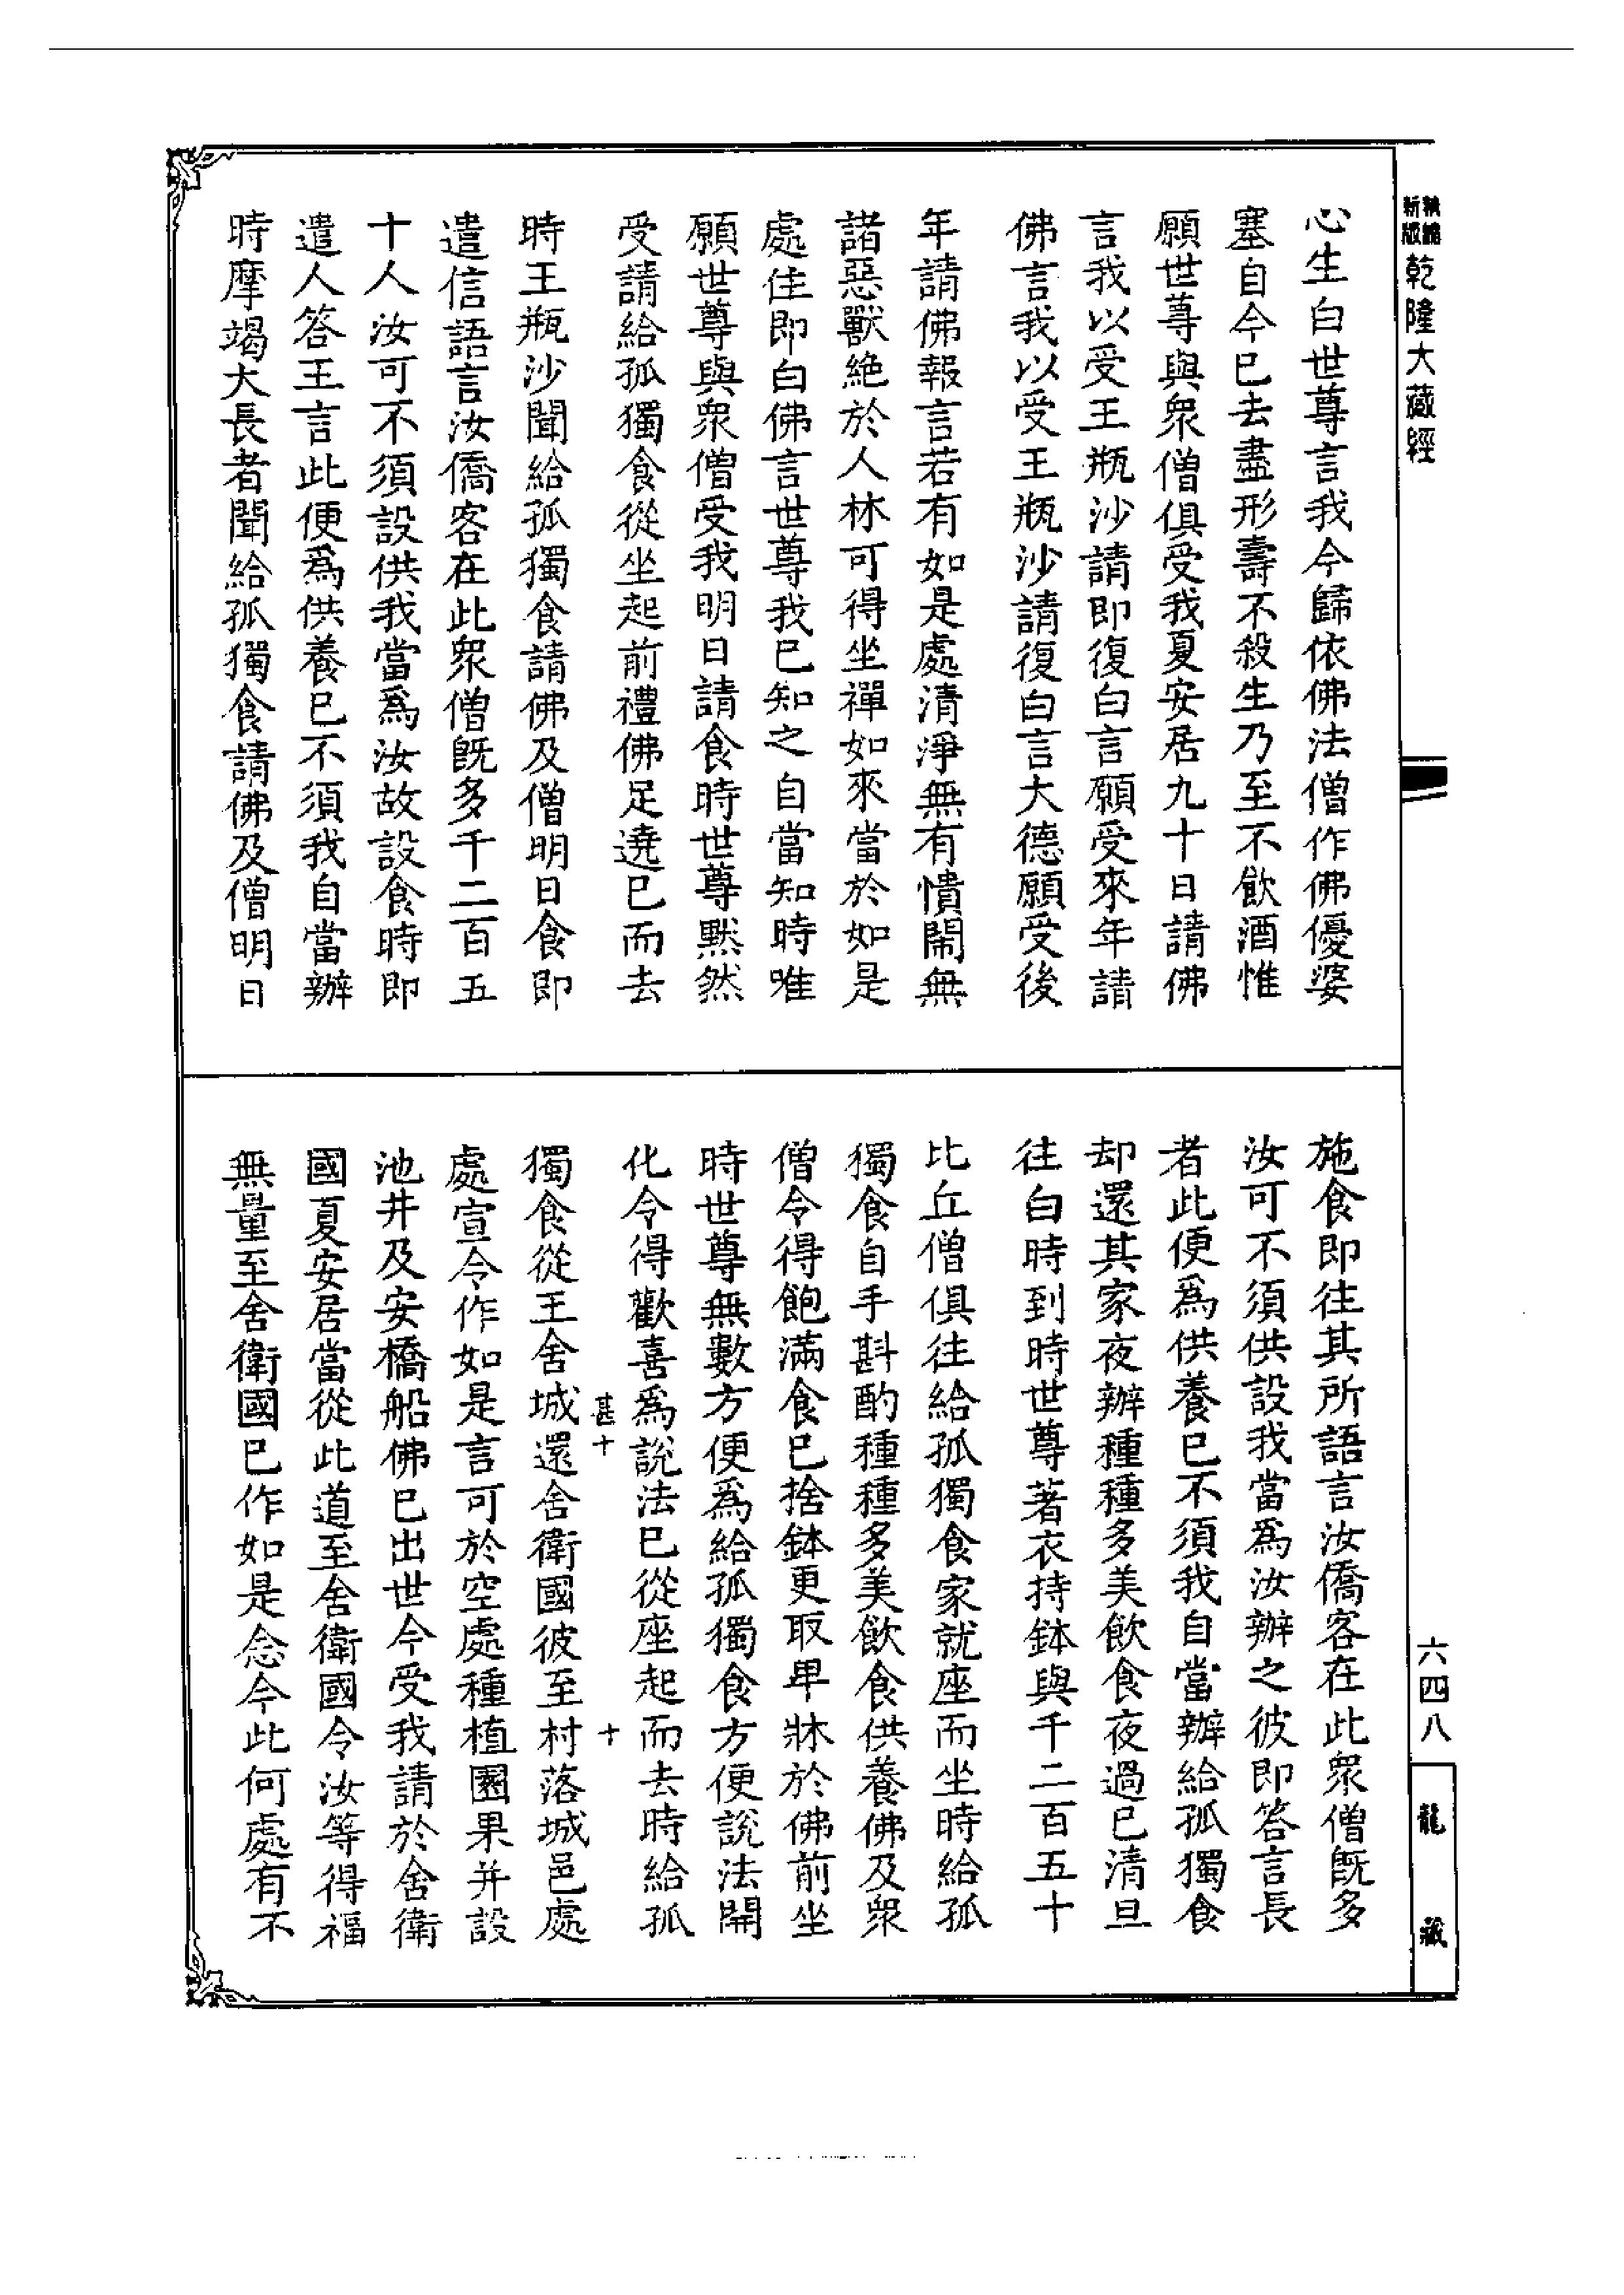 新版 精縮 乾隆大藏經
心生白世尊言我今歸依佛法僧作佛優婆
塞自今已去盡形壽不殺生乃至不飲酒惟
願世尊與衆僧俱受我夏安居九十日請佛
言我以受王瓶沙請即復白言願受來年請
佛言我以受王瓶沙請復白言大德願受後
年請佛報言若有如是處清淨無有憒閙無
諸惡獸絶於人林可得坐禪如來當於如是
處住即白佛言世尊我已知之自當知時唯
願世尊與衆僧受我明日請食時世尊默然
受請給孤獨食從坐起前禮佛足遶已而去
時王瓶沙聞給孤獨食請佛及僧明日食即
遣信語言汝僑客在此衆僧旣多千二百五
十人汝可不須設供我當爲汝故設食時即
遣人答王言此便爲供養已不須我自當辦
時摩竭大長者聞給孤獨食請佛及僧明日
施食即往其所語言汝僑客在此衆僧旣多
汝可不須供設我當爲汝辦之彼即答言長
者此便爲供養已不須我自當辦給孤獨食
却還其家夜辦種種多美飲食夜過已清旦
往白時到時世尊著衣持鉢與千二百五十
比丘僧俱往給孤獨食家就座而坐時給孤
獨食自手斟酌種種多美飲食供養佛及衆
僧令得飽滿食已捨鉢更取卑牀於佛前坐
時世尊無數方便爲給孤獨食方便說法開
化令得歡喜爲說法已從座起而去時給孤
甚十 十
獨食從王舍城還舍衛國彼至村落城邑處
處宣令作如是言可於空處種植園果并設
池井及安橋船佛已出世今受我請於舍衛
國夏安居當從此道至舍衛國令汝等得福
無量至舍衛國已作如是念今此何處有不
六四八
龍藏